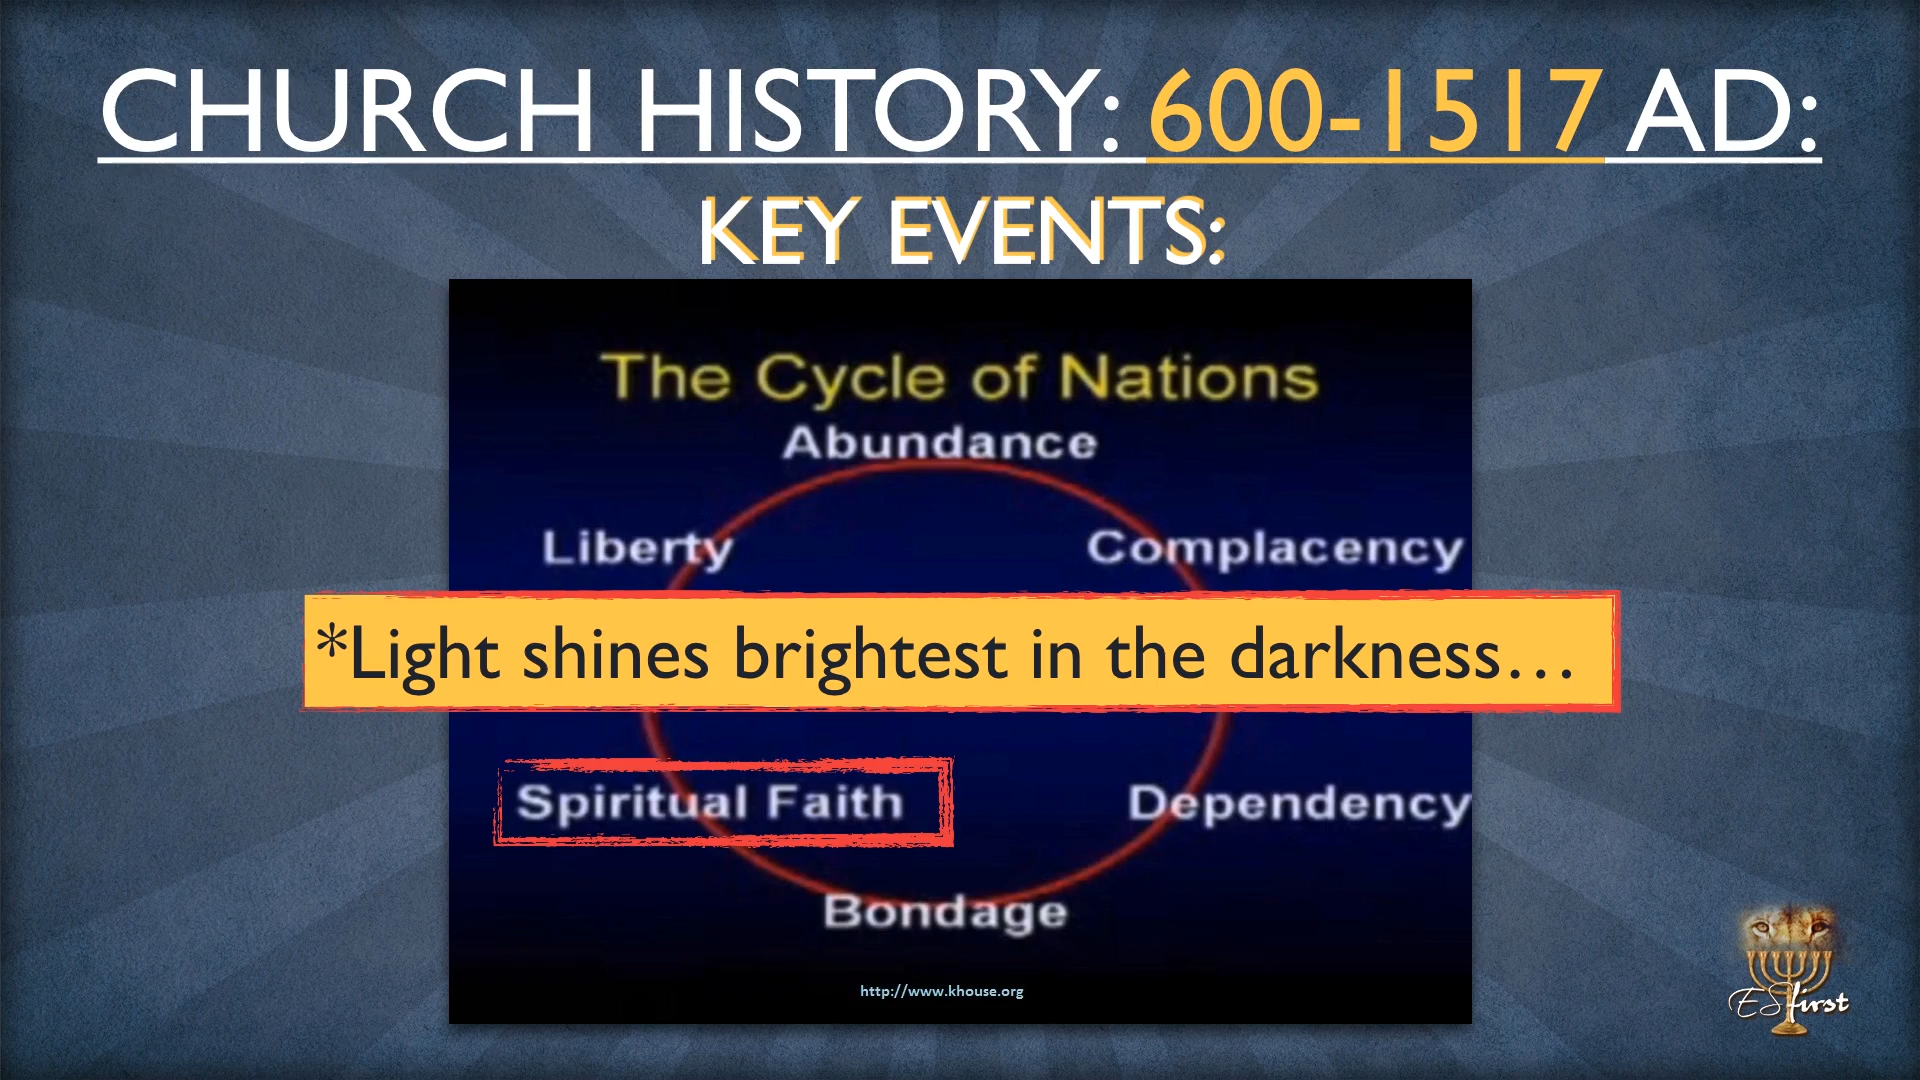 CHURCH HISTORY: 600-1517 AD:
KEY EVENTS:
The Cycle of Nations
Abundance
Liberty Complacency
*Light shines brightest in the darkness…
Spiritual Faith Dependency
Bondage
http://www.khouse.org
ESfirst